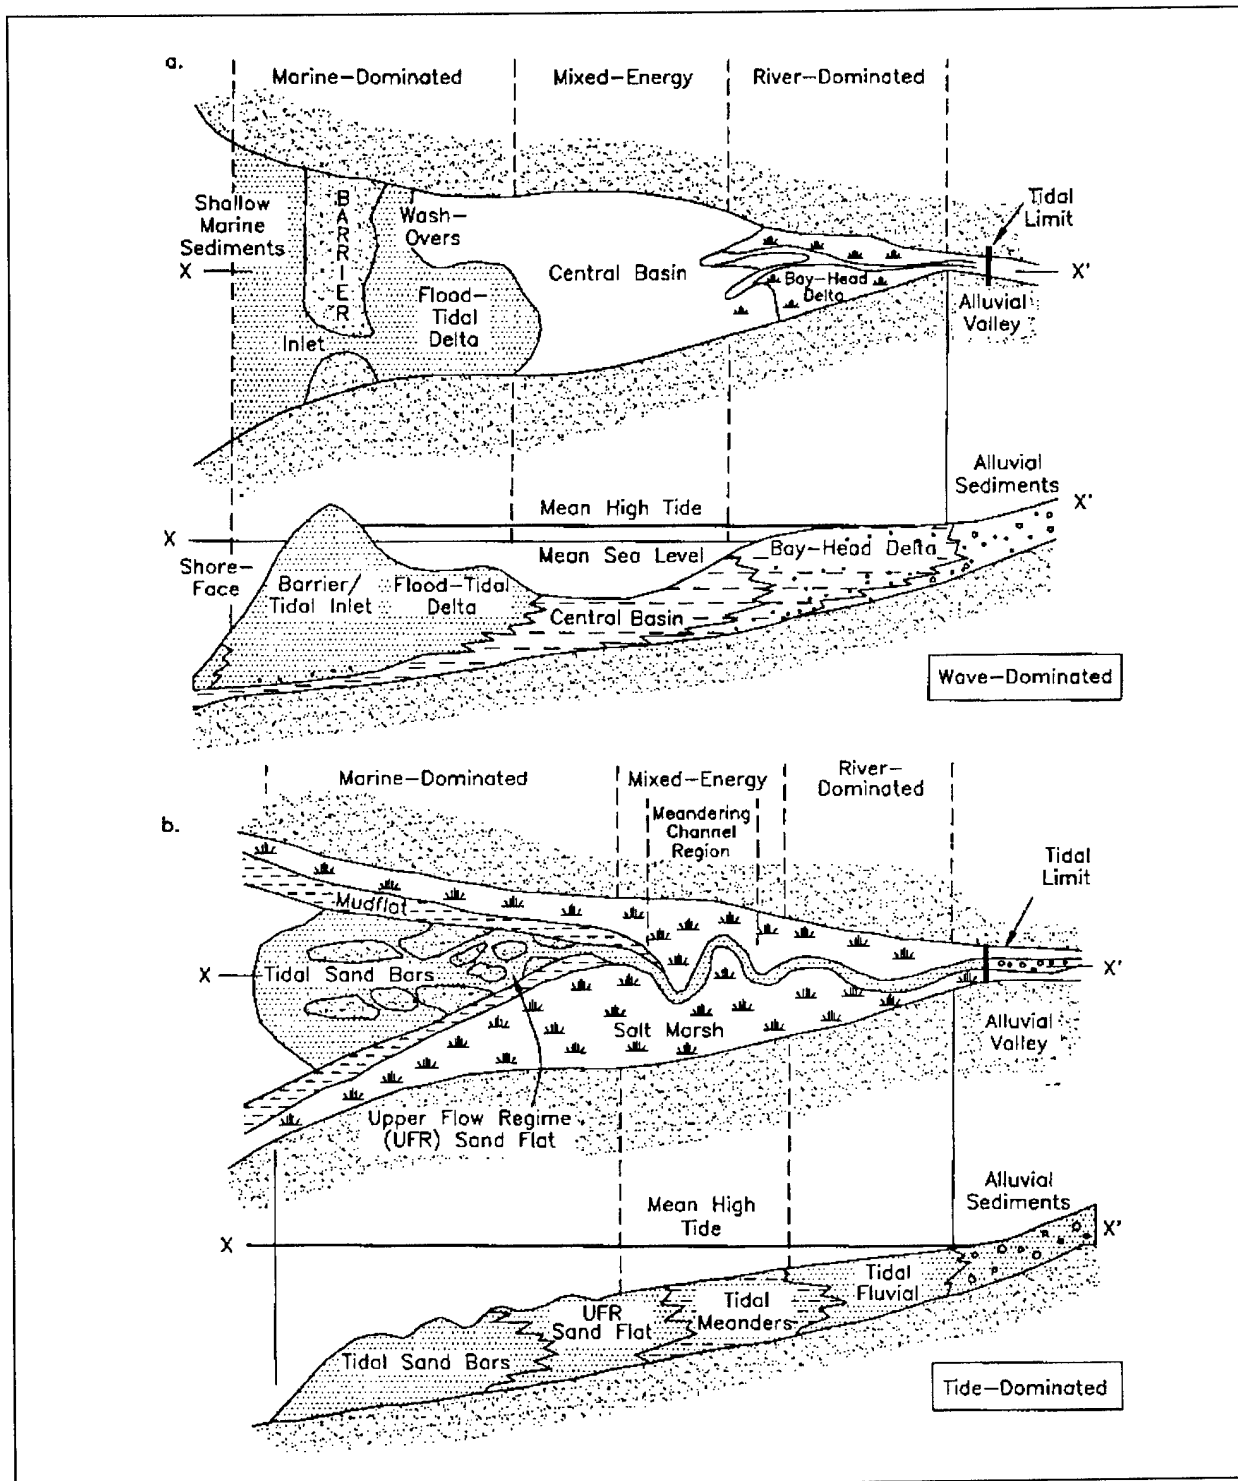 a.
Marine-Dominated
Mixed-Energy
River-Dominated
Shallow
Marine
Sediments
BARRIER
Wash-
Overs
Tidal
Limit
X
Central Basin
Bay-Head
Delta
X'
Flood-
Tidal
Delta
Alluvial
Valley
Inlet
Alluvial
Sediments
X'
Mean High Tide
X
Mean Sea Level
Bay-Head Delta
Shore-
Face
Barrier/
Tidal Inlet
Flood-Tidal
Delta
Central Basin
Wave-Dominated
b.
Marine-Dominated
Mixed-Energy
River-
Dominated
Meandering
Channel
Region
Tidal
Limit
Mudflat
X
Tidal Sand Bars
X'
Salt Marsh
Alluvial
Valley
Upper Flow Regime
(UFR) Sand Flat
Alluvial
Sediments
Mean High
Tide
X
X'
Tidal
Fluvial
UFR
Sand Flat
Tidal
Meanders
Tidal Sand Bars
Tide-Dominated